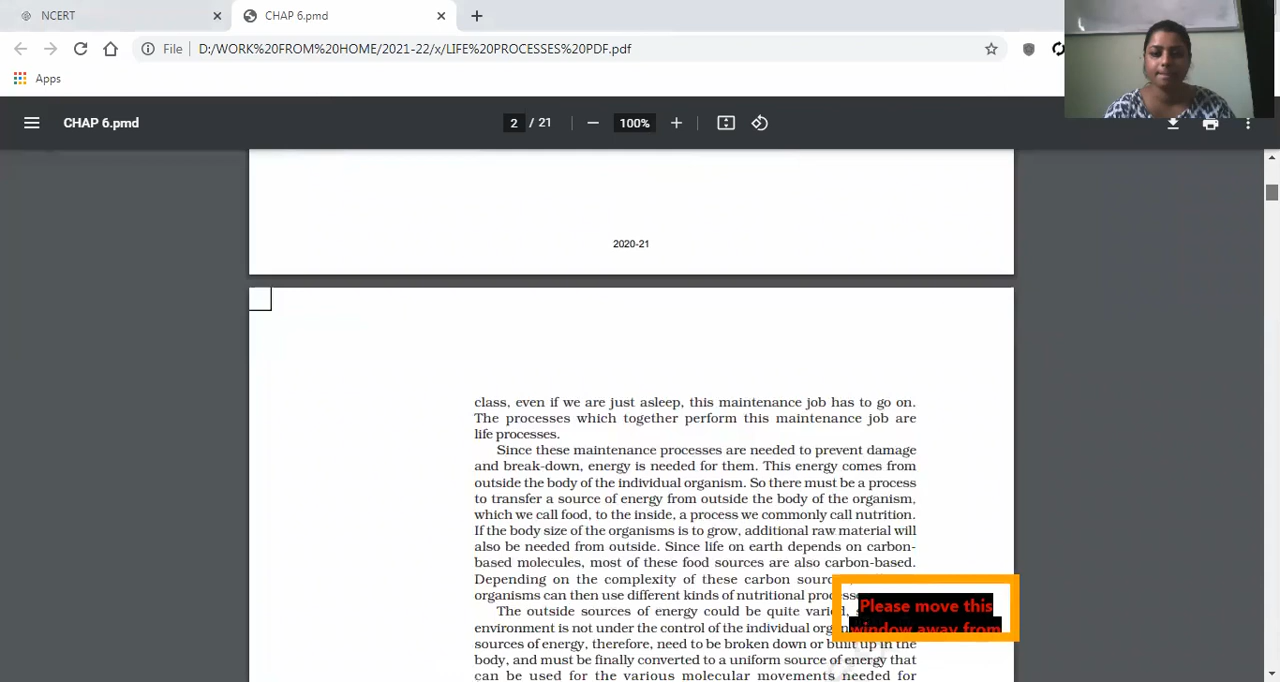 NCERT
CHAP 6.pmd
File
D:/WORK%20FROM%20HOME/2021-22/x/LIFE%20PROCESSES%20PDF.pdf
Apps
CHAP 6.pmd
2 / 21
100%
2020-21
class, even if we are just asleep, this maintenance job has to go on.
The processes which together perform this maintenance job are
life processes.
Since these maintenance processes are needed to prevent damage
and break-down, energy is needed for them. This energy comes from
outside the body of the individual organism. So there must be a process
to transfer a source of energy from outside the body of the organism,
which we call food, to the inside, a process we commonly call nutrition.
If the body size of the organisms is to grow, additional raw material will
also be needed from outside. Since life on earth depends on carbon-
based molecules, most of these food sources are also carbon-based.
Depending on the complexity of these carbon
organisms can then use different kinds of nutritional
The outside sources of energy could be quite
environment is not under the control of the individual
sources of energy, therefore, need to be broken down or built up in the
body, and must be finally converted to a uniform source of energy that
can be used for the various molecular movements needed for
Please move this
window away from